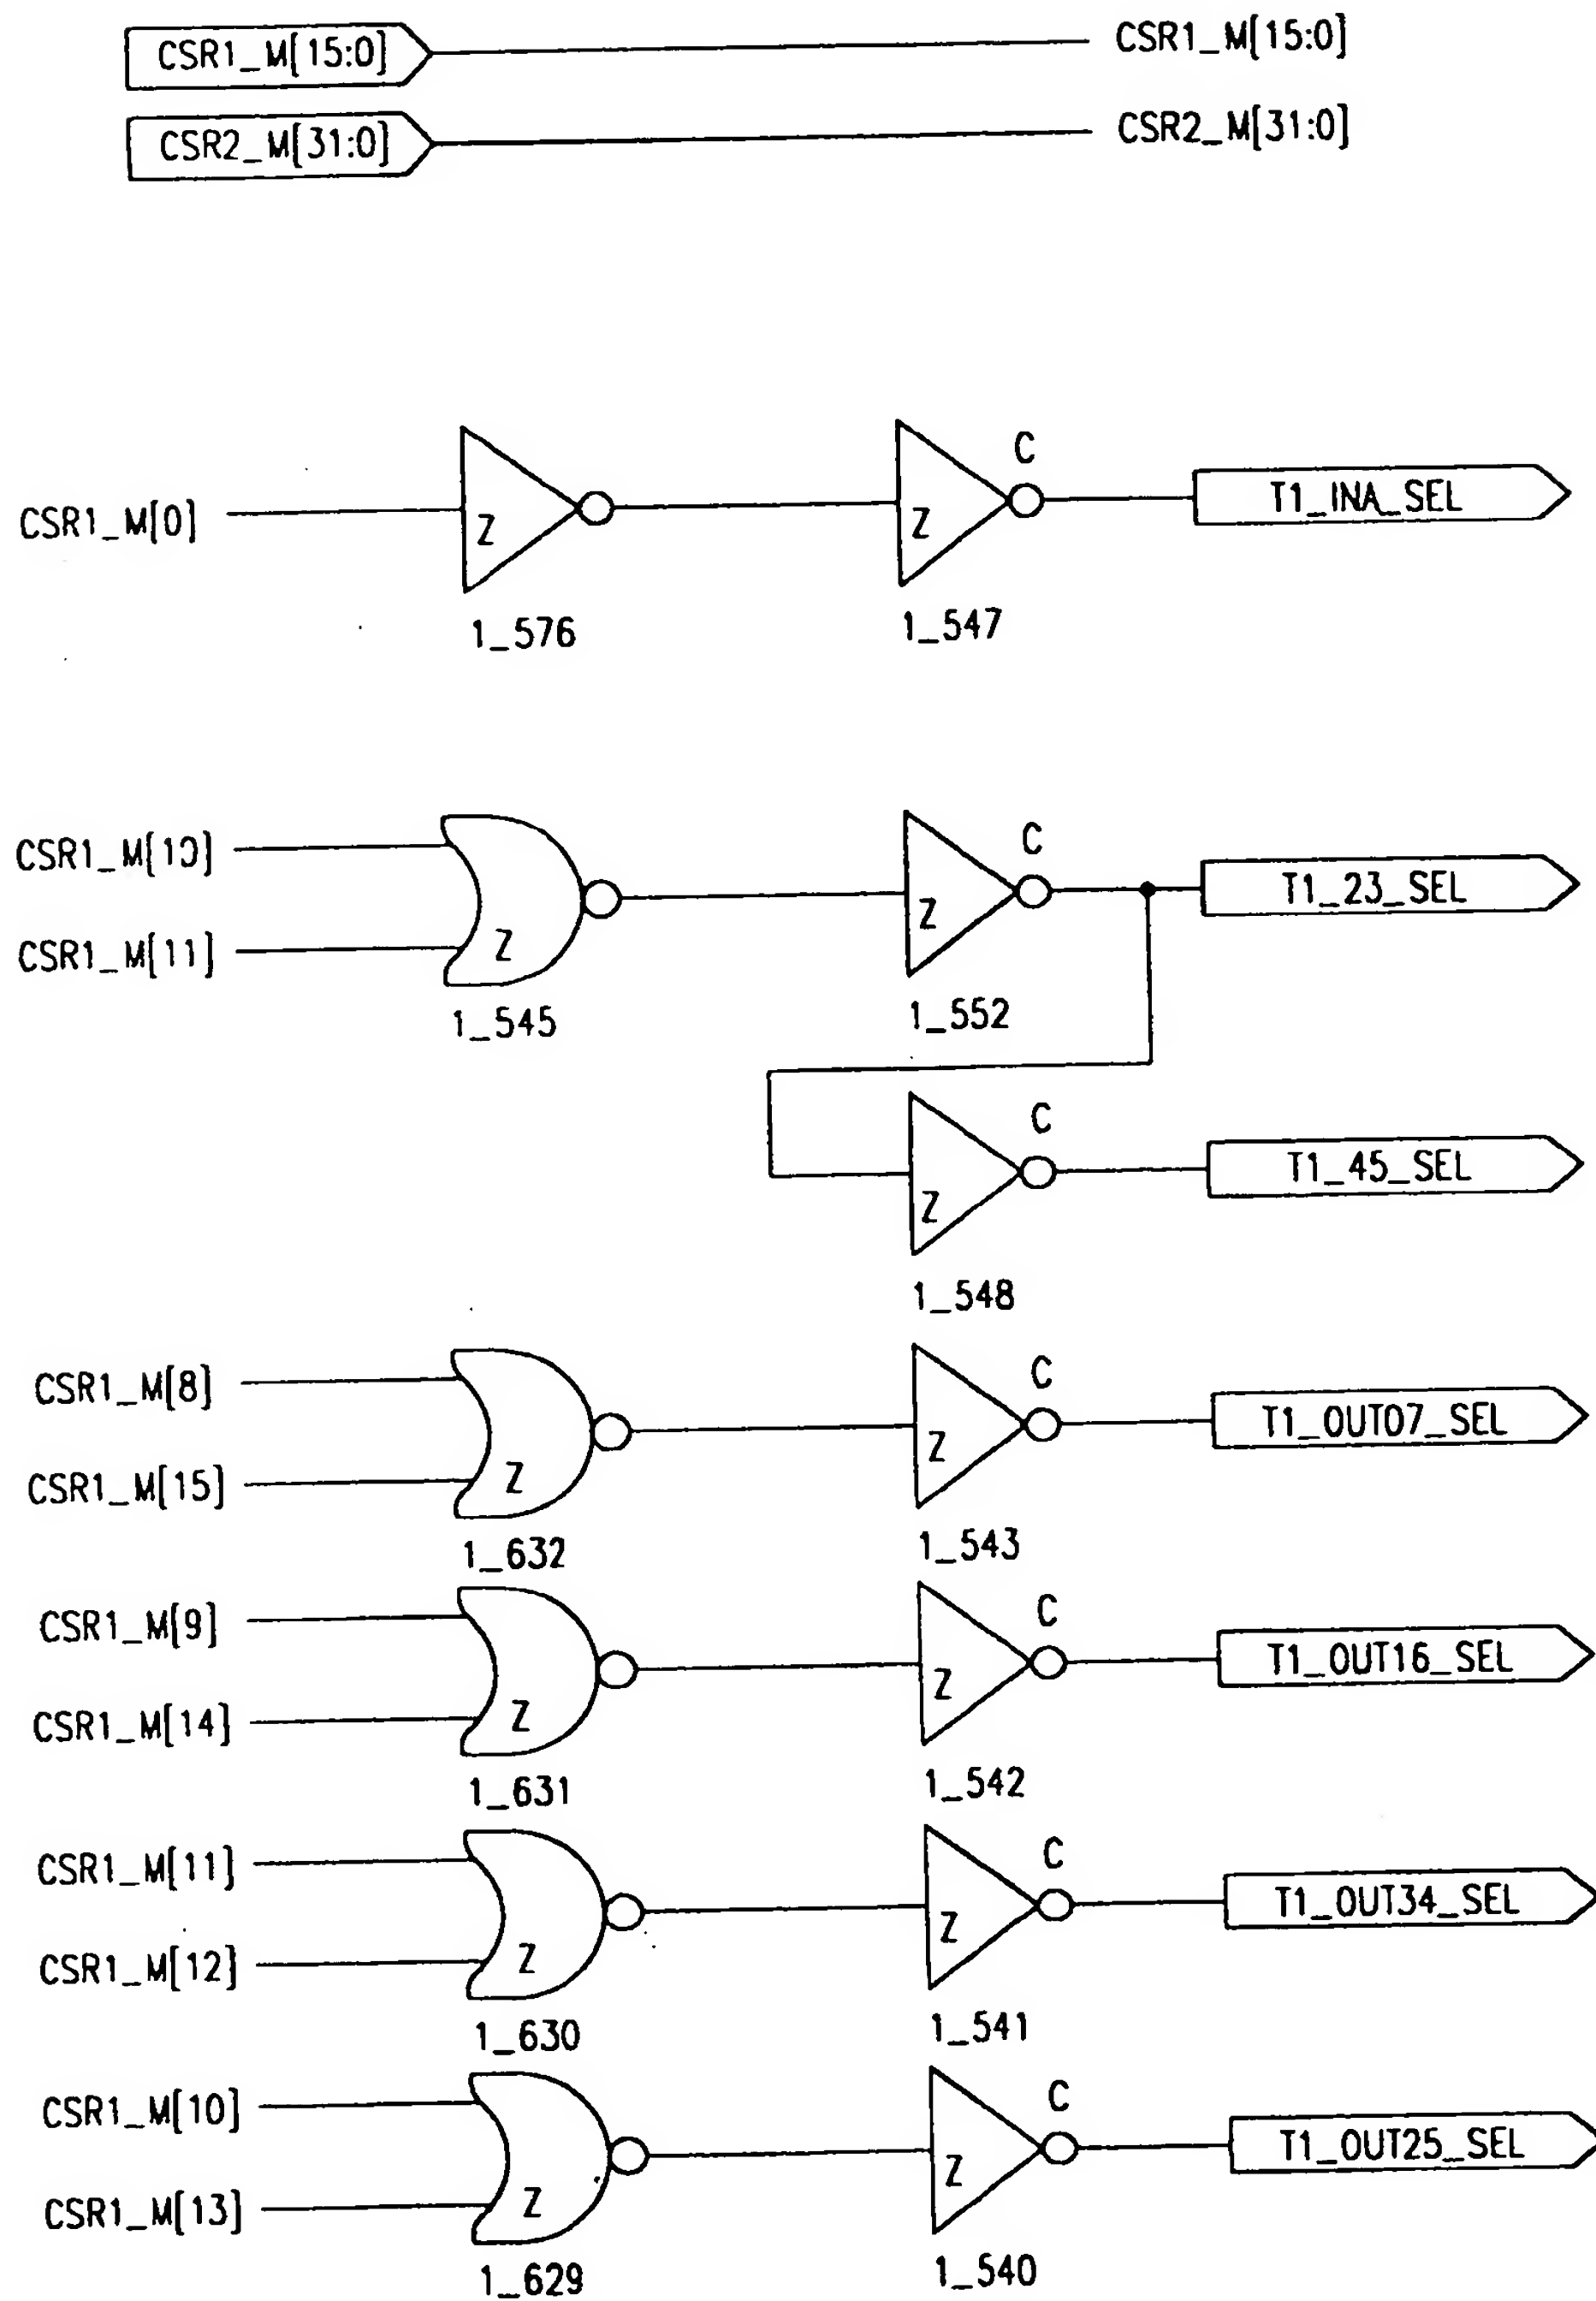 CSR1_M[15:0] CSR1_M[15:0]
CSR2_M[31:0] CSR2_M[31:0]
C
CSR1_M[0] Z Z T1_INA_SEL
1_576 1_547
C
CSR1_M[10] T1_23_SEL
CSR1_M[11] Z Z
1_545 1_552
C
Z T1_45_SEL
1_548
C
CSR1_M[8] T1_OUT07_SEL
CSR1_M[15] Z Z
1_632 1_543
C
CSR1_M[9] T1_OUT16_SEL
CSR1_M[14] Z Z
1_631 1_542
C
CSR1_M[11] T1_OUT34_SEL
CSR1_M[12] Z Z
1_630 1_541
C
CSR1_M[10] T1_OUT25_SEL
CSR1_M[13] Z Z
1_629 1_540